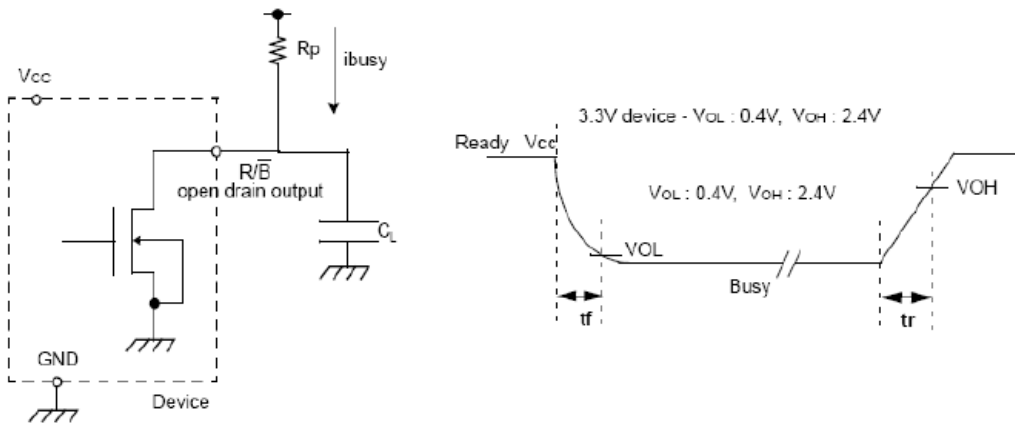 Rp
ibusy
Vcc
R/B̅
open drain output
CL
GND
Device
3.3V device - VOL : 0.4V, VOH : 2.4V
Ready Vcc
VOL : 0.4V, VOH : 2.4V
VOH
VOL
Busy
tf
tr